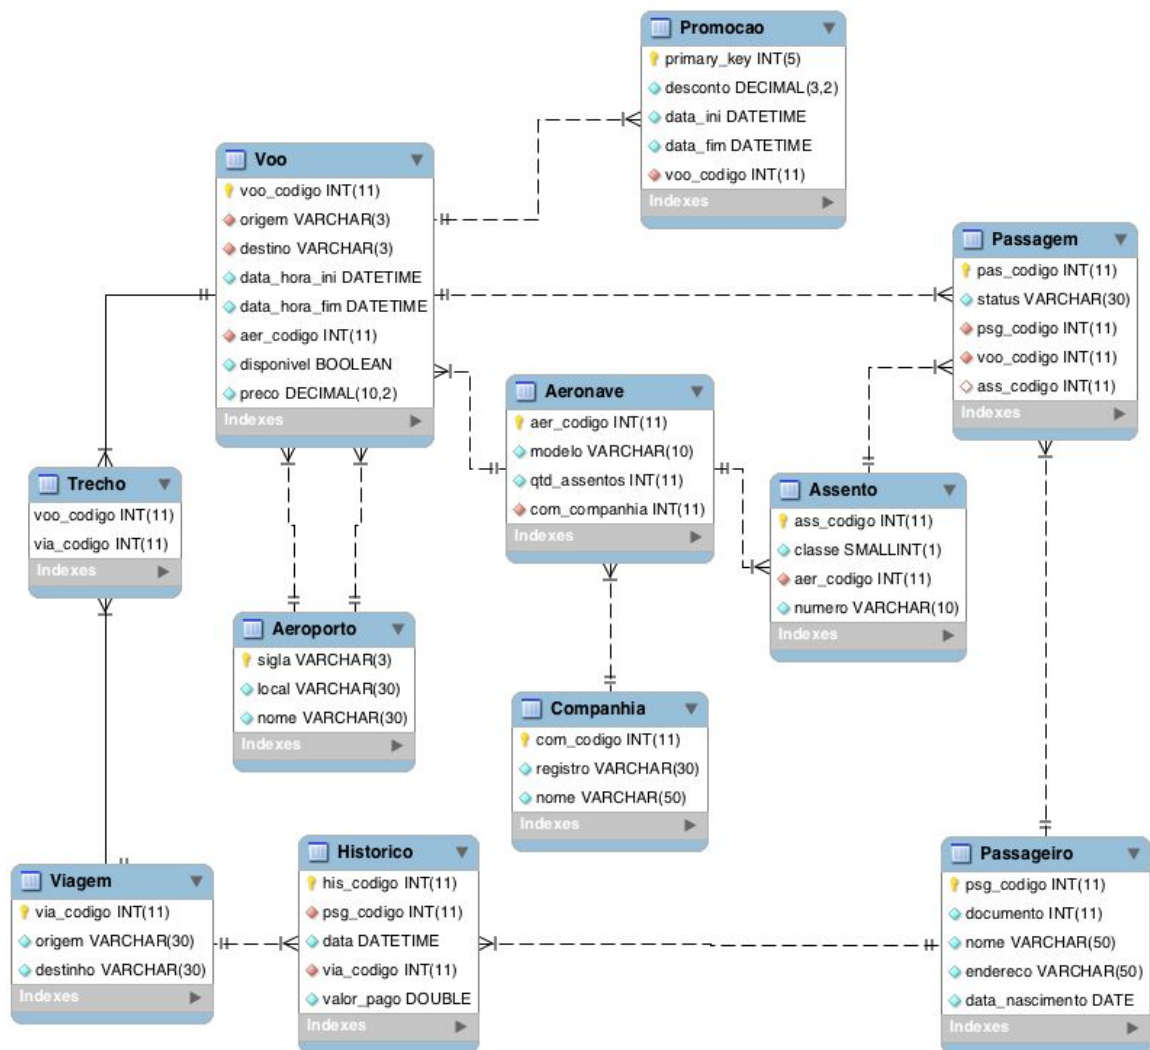 Promocao
primary_key INT(5)
desconto DECIMAL(3,2)
data_ini DATETIME
data_fim DATETIME
voo_codigo INT(11)
Indexes
Voo
voo_codigo INT(11)
origem VARCHAR(3)
destino VARCHAR(3)
data_hora_ini DATETIME
data_hora_fim DATETIME
aer_codigo INT(11)
disponivel BOOLEAN
preco DECIMAL(10,2)
Indexes
Passagem
pas_codigo INT(11)
status VARCHAR(30)
psg_codigo INT(11)
voo_codigo INT(11)
ass_codigo INT(11)
Indexes
Aeronave
aer_codigo INT(11)
modelo VARCHAR(10)
qtd_assentos INT(11)
com_companhia INT(11)
Indexes
Trecho
voo_codigo INT(11)
via_codigo INT(11)
Indexes
Assento
ass_codigo INT(11)
classe SMALLINT(1)
aer_codigo INT(11)
numero VARCHAR(10)
Indexes
Aeroporto
sigla VARCHAR(3)
local VARCHAR(30)
nome VARCHAR(30)
Indexes
Companhia
com_codigo INT(11)
registro VARCHAR(30)
nome VARCHAR(50)
Indexes
Viagem
via_codigo INT(11)
origem VARCHAR(30)
destinho VARCHAR(30)
Indexes
Historico
his_codigo INT(11)
psg_codigo INT(11)
data DATETIME
via_codigo INT(11)
valor_pago DOUBLE
Indexes
Passageiro
psg_codigo INT(11)
documento INT(11)
nome VARCHAR(50)
endereco VARCHAR(50)
data_nascimento DATE
Indexes